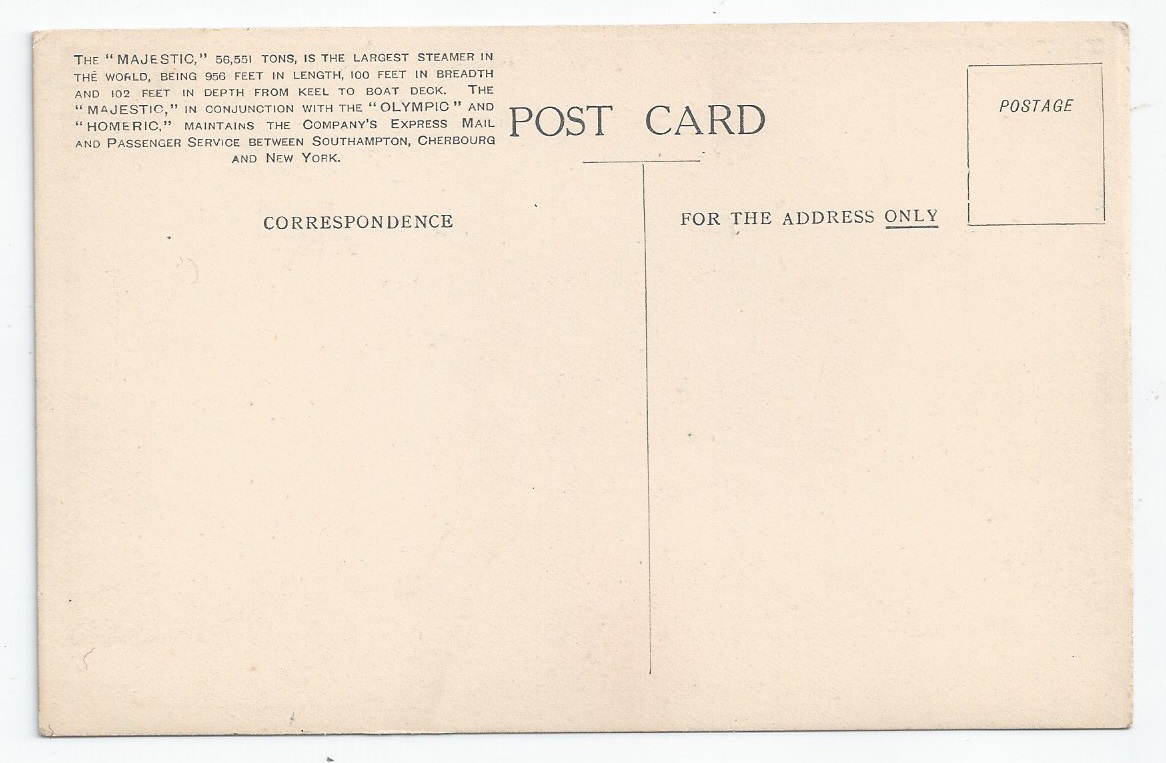 THE "MAJESTIC," 56,551 TONS, IS THE LARGEST STEAMER IN
THE WORLD, BEING 956 FEET IN LENGTH, 100 FEET IN BREADTH
AND 102 FEET IN DEPTH FROM KEEL TO BOAT DECK. THE
"MAJESTIC," IN CONJUNCTION WITH THE "OLYMPIC" AND
"HOMERIC," MAINTAINS THE COMPANY'S EXPRESS MAIL
AND PASSENGER SERVICE BETWEEN SOUTHAMPTON, CHERBOURG
AND NEW YORK.
POST CARD
POSTAGE
CORRESPONDENCE
FOR THE ADDRESS ONLY